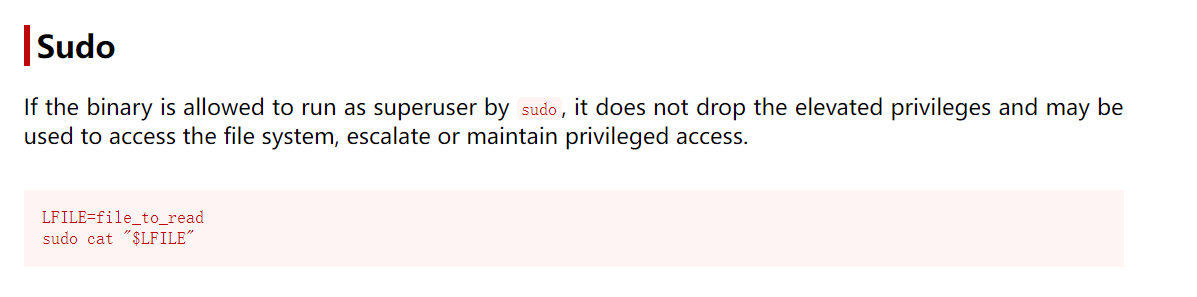 Sudo
If the binary is allowed to run as superuser by sudo, it does not drop the elevated privileges and may be
used to access the file system, escalate or maintain privileged access.
LFILE=file_to_read
sudo cat "$LFILE"